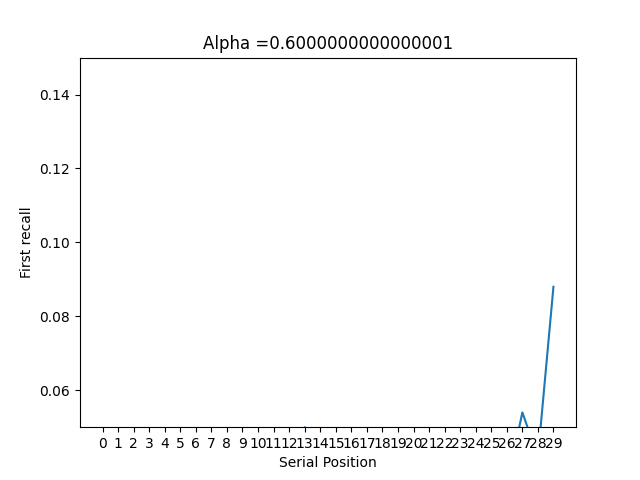 Alpha =0.6000000000000001
0.14
0.12
0.10
0.08
0.06
First recall
0 1 2 3 4 5 6 7 8 9 10 11 12 13 14 15 16 17 18 19 20 21 22 23 24 25 26 27 28 29
Serial Position